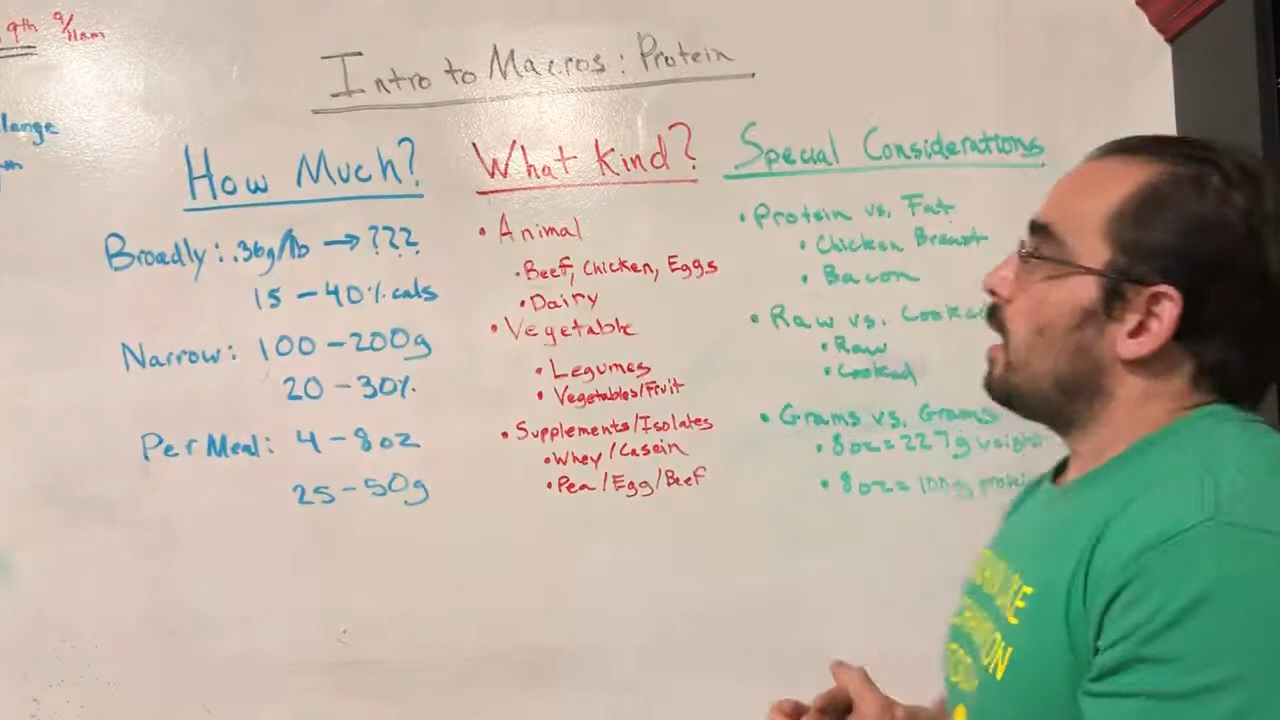 9th 9/11am
Intro to Macros: Protein
How Much?
Broadly: .36g/lb → ???
15 - 40% cals
Narrow: 100 - 200g
20 - 30%
Per Meal: 4 - 8oz
25 - 50g
What Kind?
• Animal
• Beef, Chicken, Eggs
• Dairy
• Vegetable
• Legumes
• Vegetables/Fruit
• Supplements/Isolates
• Whey/Casein
• Pea/Egg/Beef
Special Considerations
• Protein vs. Fat
• Chicken Breast
• Bacon
• Raw vs. Cooked
• Raw
• Cooked
• Grams vs. Grams
• 8oz = 227g weight
• 8oz = 100g protein